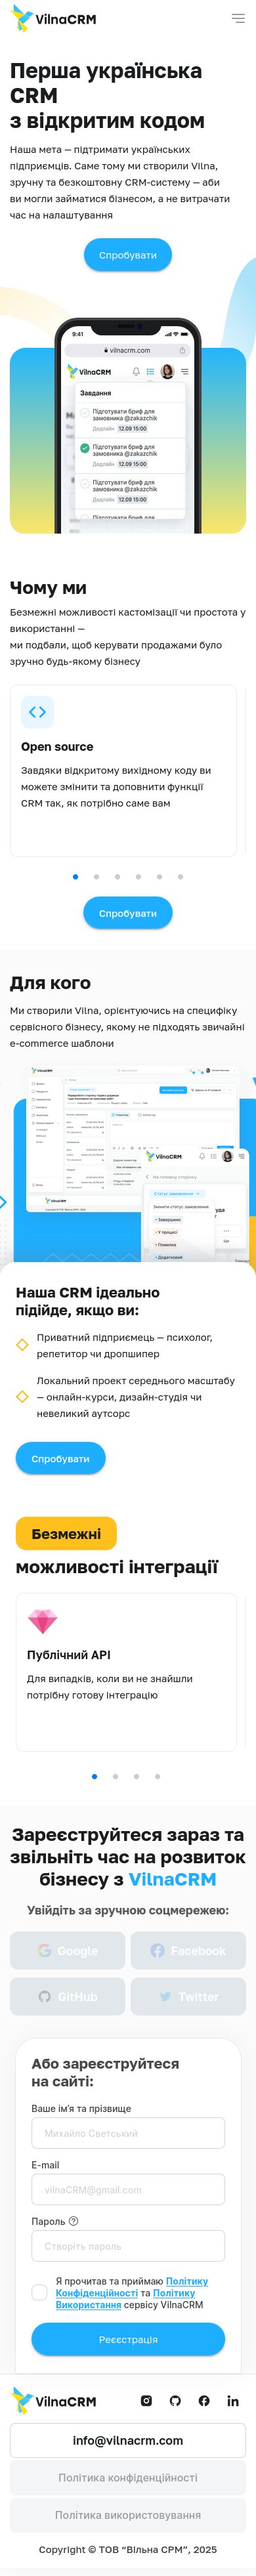 VilnaCRM
Перша українська
CRM
з відкритим кодом
Наша мета — підтримати українських
підприємців. Саме тому ми створили Vilna,
зручну та безкоштовну CRM-систему — аби
ви могли займатися бізнесом, а не витрачати
час на налаштування
Спробувати
9:41
vilnacrm.com
VilnaCRM
Завдання
Підготувати бриф для
замовника @zakazchik
Дедлайн 12.09 15:00
Підготувати бриф для
замовника @zakazchik
Дедлайн 12.09 15:00
Підготувати бриф для
замовника @zakazchik
Дедлайн 12.09 15:00
Підготувати бриф для
Чому ми
Безмежні можливості кастомізації чи простота у
використанні —
ми подбали, щоб керувати продажами було
зручно будь-якому бізнесу
Open source
Завдяки відкритому вихідному коду ви
можете змінити та доповнити функції
CRM так, як потрібно саме вам
Спробувати
Для кого
Ми створили Vilna, орієнтуючись на специфіку
сервісного бізнесу, якому не підходять звичайні
e-commerce шаблони
VilnaCRM
VilnaCRM
На головну сторінку
Статус замовлення
Змінити статус на:
Завершено
У процесі
Помилка
Додатковий
VilnaCRM
Наша CRM ідеально
підійде, якщо ви:
Приватний підприємець — психолог,
репетитор чи дропшипер
Локальний проект середнього масштабу
— онлайн-курси, дизайн-студія чи
невеликий аутсорс
Спробувати
Безмежні
можливості інтеграції
Публічний API
Для випадків, коли ви не знайшли
потрібну готову інтеграцію
Зареєструйтеся зараз та
звільніть час на розвиток
бізнесу з VilnaCRM
Увійдіть за зручною соцмережею:
Google
Facebook
GitHub
Twitter
Або зареєструйтеся
на сайті:
Ваше ім’я та прізвище
Михайло Светський
E-mail
vilnaCRM@gmail.com
Пароль
Створіть пароль
Я прочитав та приймаю Політику
Конфіденційності та Політику
Використання сервісу VilnaCRM
Реєєстрація
VilnaCRM
info@vilnacrm.com
Політика конфіденційності
Політика використовування
Copyright © ТОВ “Вільна СРМ”, 2025